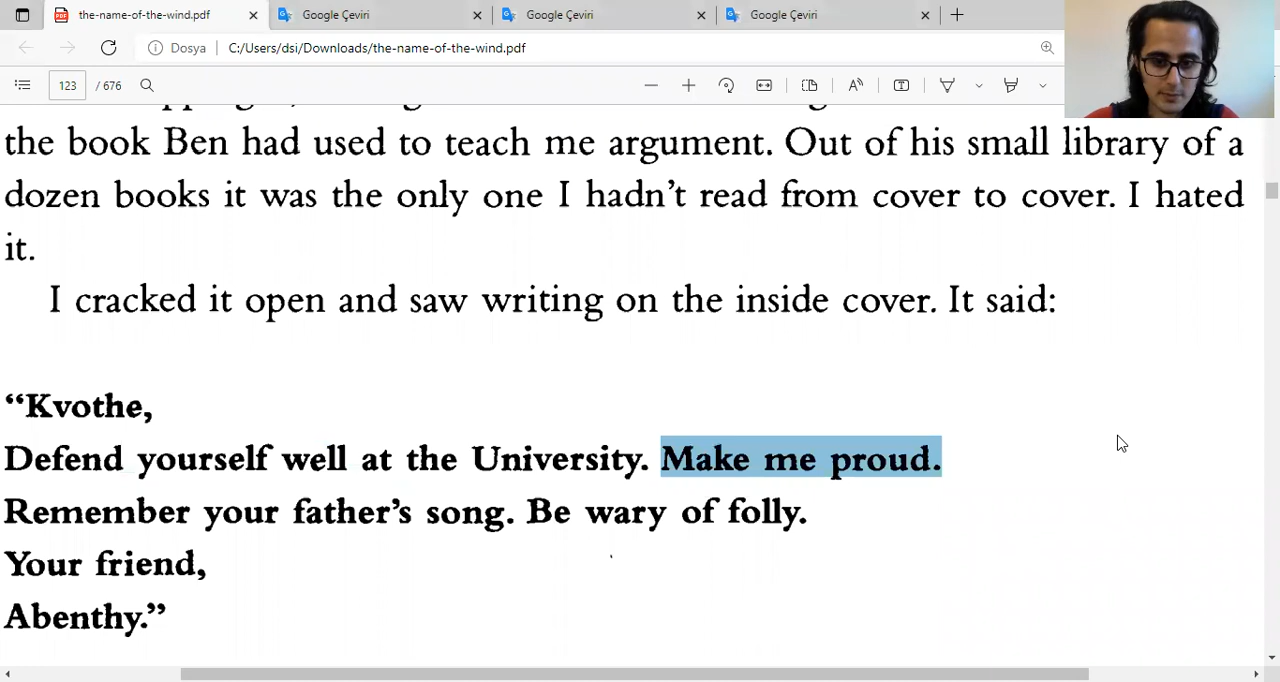 the-name-of-the-wind.pdf
Google Çeviri
Google Çeviri
Google Çeviri
Dosya
C:/Users/dsi/Downloads/the-name-of-the-wind.pdf
123 / 676
the book Ben had used to teach me argument. Out of his small library of a
dozen books it was the only one I hadn’t read from cover to cover. I hated
it.
I cracked it open and saw writing on the inside cover. It said:
“Kvothe,
Defend yourself well at the University. Make me proud.
Remember your father’s song. Be wary of folly.
Your friend,
Abenthy.”